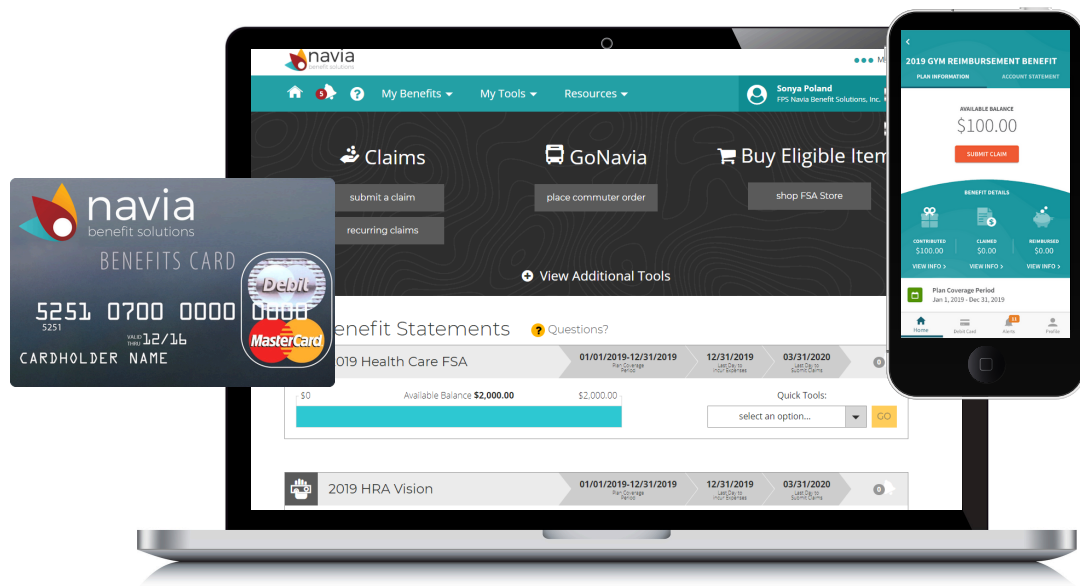 navia
benefit solutions
My Benefits
My Tools
Resources
Sonya Poland
FPS Navia Benefit Solutions, Inc.
5
?
Claims
submit a claim
recurring claims
GoNavia
place commuter order
Buy Eligible Item
shop FSA Store
View Additional Tools
enefit Statements
? Questions?
2019 Health Care FSA
01/01/2019-12/31/2019
Plan Coverage
Period
12/31/2019
Last Day to
Incur Expenses
03/31/2020
Last Day to
Submit Claims
0
$0
Available Balance $2,000.00
$2,000.00
Quick Tools:
select an option...
GO
2019 HRA Vision
01/01/2019-12/31/2019
Plan Coverage
Period
12/31/2019
Last Day to
Incur Expenses
03/31/2020
Last Day to
Submit Claims
0
navia
benefit solutions
BENEFITS CARD
Debit
5251 0700 0000 0000
5251
VALID
THRU 12/16
CARDHOLDER NAME
MasterCard
2019 GYM REIMBURSEMENT BENEFIT
PLAN INFORMATION
ACCOUNT STATEMENT
AVAILABLE BALANCE
$100.00
SUBMIT CLAIM
BENEFIT DETAILS
CONTRIBUTED
$100.00
VIEW INFO >
CLAIMED
$0.00
VIEW INFO >
REIMBURSED
$0.00
VIEW INFO >
Plan Coverage Period
Jan 1, 2019 - Dec 31, 2019
Home
Debit Card
Alerts
Profile